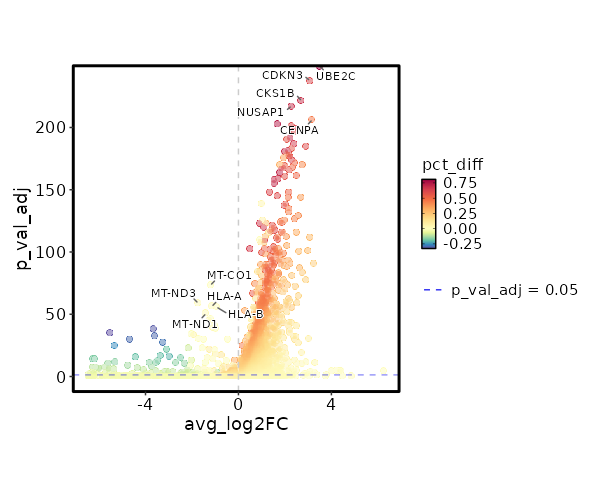 CDKN3
UBE2C
CKS1B
NUSAP1
CENPA
MT-CO1
MT-ND3
HLA-A
HLA-B
MT-ND1
p_val_adj
200
150
100
50
0
-4
0
4
avg_log2FC
pct_diff
0.75
0.50
0.25
0.00
-0.25
p_val_adj = 0.05